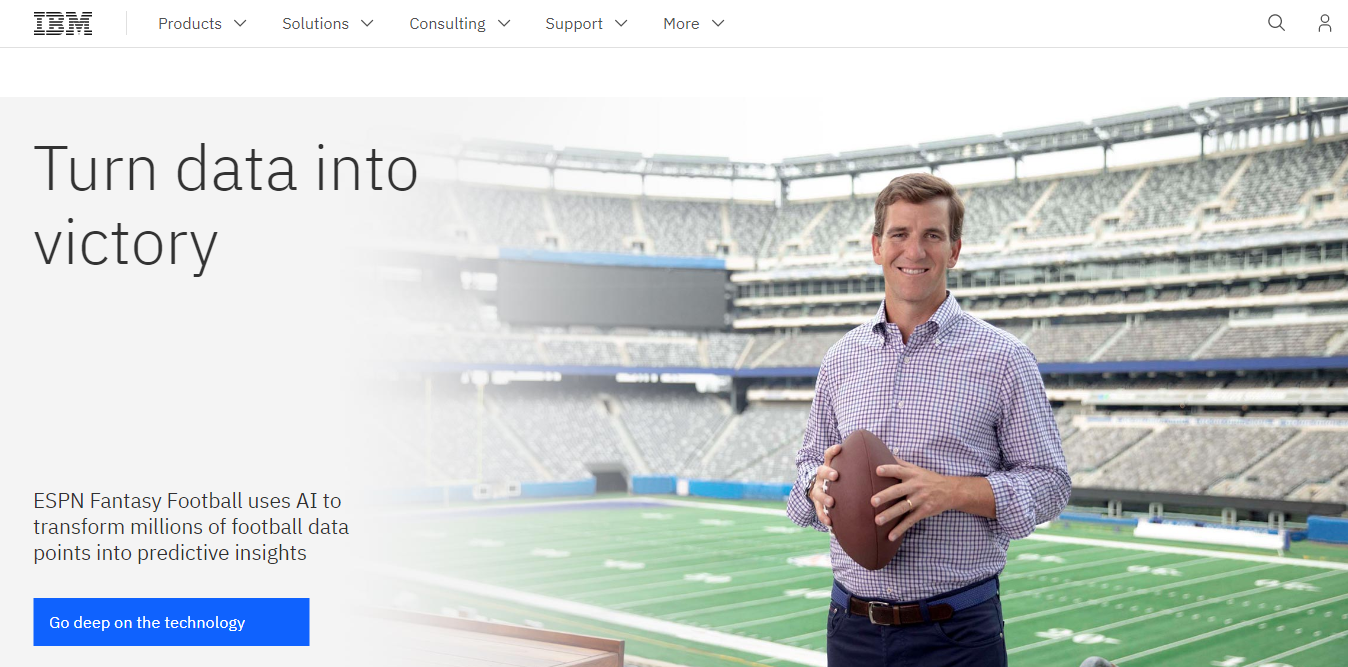 IBM
Products
Solutions
Consulting
Support
More
Turn data into
victory
ESPN Fantasy Football uses AI to
transform millions of football data
points into predictive insights
Go deep on the technology